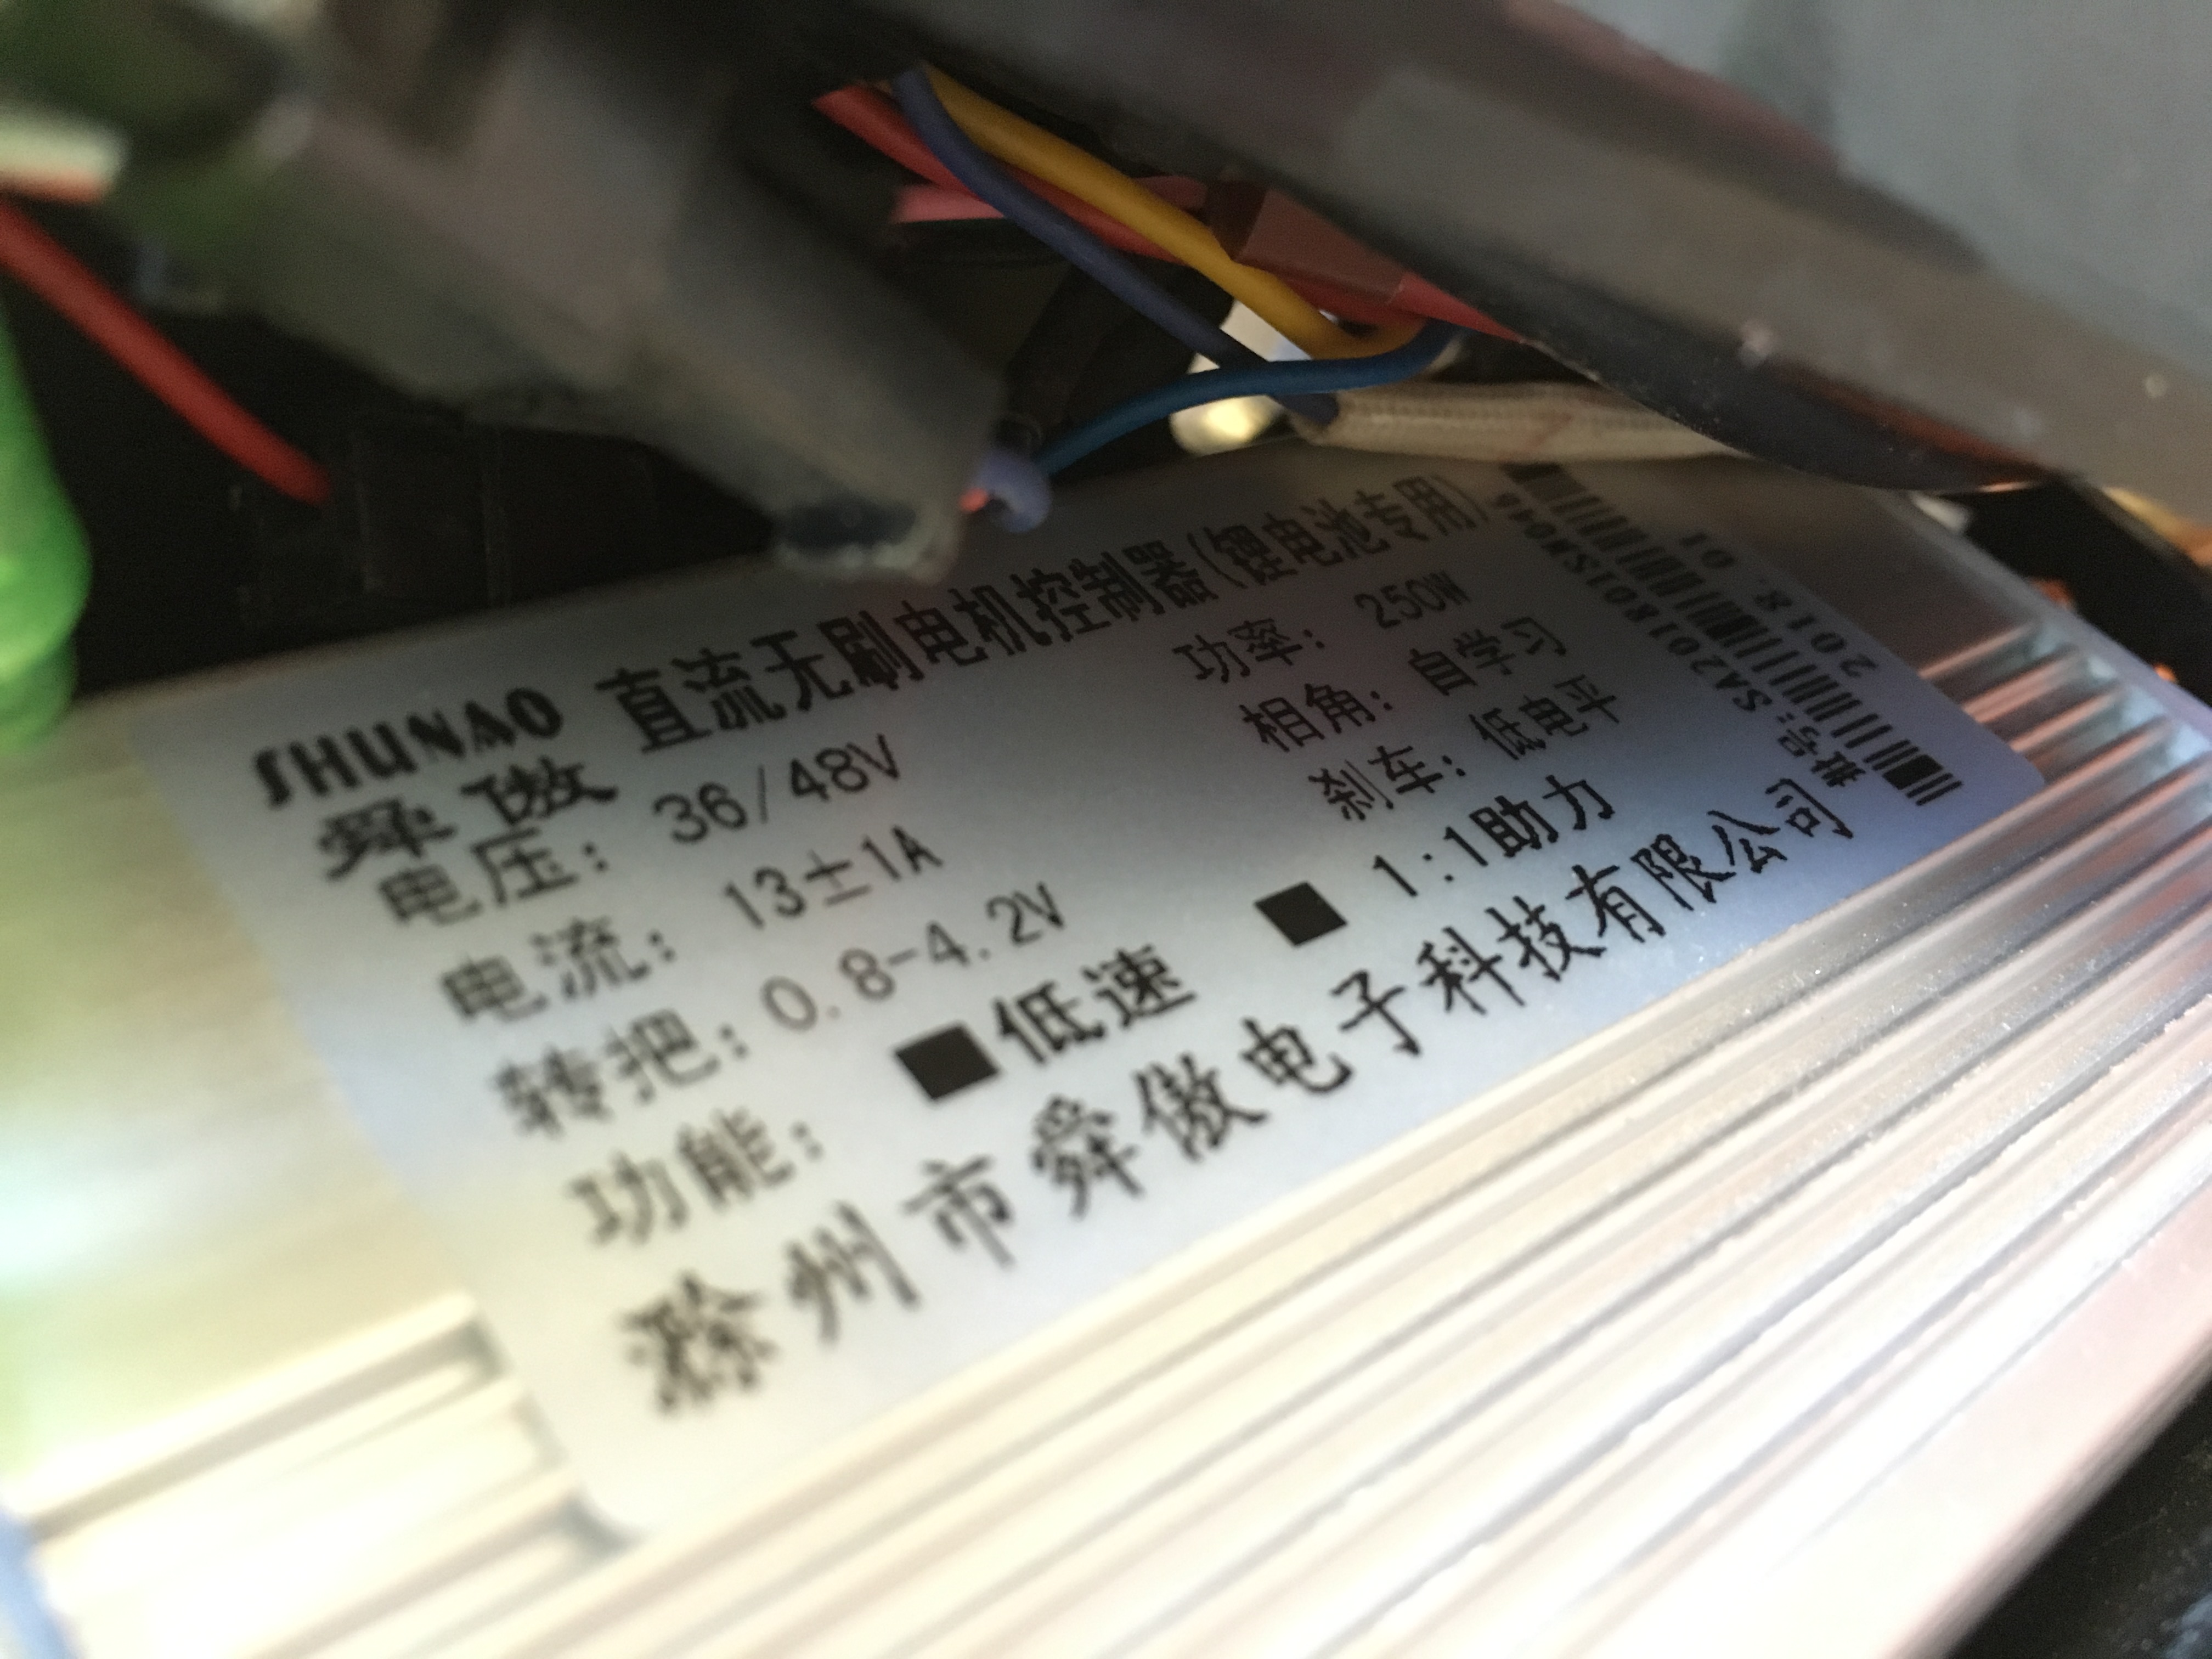 SHUNAO 直流无刷电机控制器(锂电池专用)
舜傲
电压: 36/48V 功率: 250W
电流: 13±1A 相角: 自学习
转把: 0.8-4.2V 刹车: 低电平
功能: ■低速 ■ 1:1助力
滁州市舜傲电子科技有限公司
2018.01